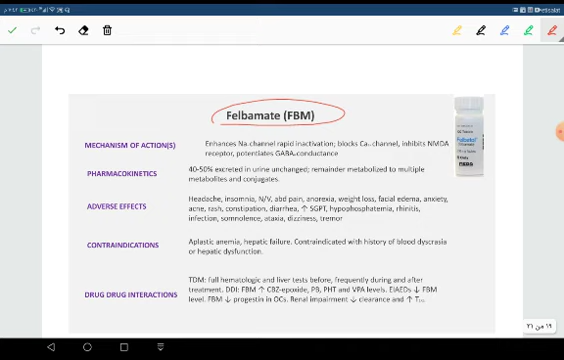 Felbamate (FBM)
MECHANISM OF ACTION(S)
Enhances Na+ channel rapid inactivation; blocks Ca++ channel, inhibits NMDA
receptor, potentiates GABA conductance
PHARMACOKINETICS
40-50% excreted in urine unchanged; remainder metabolized to multiple
metabolites and conjugates.
ADVERSE EFFECTS
Headache, insomnia, N/V, abd pain, anorexia, weight loss, facial edema, anxiety,
acne, rash, constipation, diarrhea, ↑ SGPT, hypophosphatemia, rhinitis,
infection, somnolence, ataxia, dizziness, tremor
CONTRAINDICATIONS
Aplastic anemia, hepatic failure. Contraindicated with history of blood dyscrasia
or hepatic dysfunction.
DRUG DRUG INTERACTIONS
TDM: full hematologic and liver tests before, frequently during and after
treatment. DDI: FBM ↑ CBZ-epoxide, PB, PHT and VPA levels. EIAEDs ↓ FBM
level. FBM ↓ progestin in OCs. Renal impairment ↓ clearance and ↑
١٩ من ٢٦